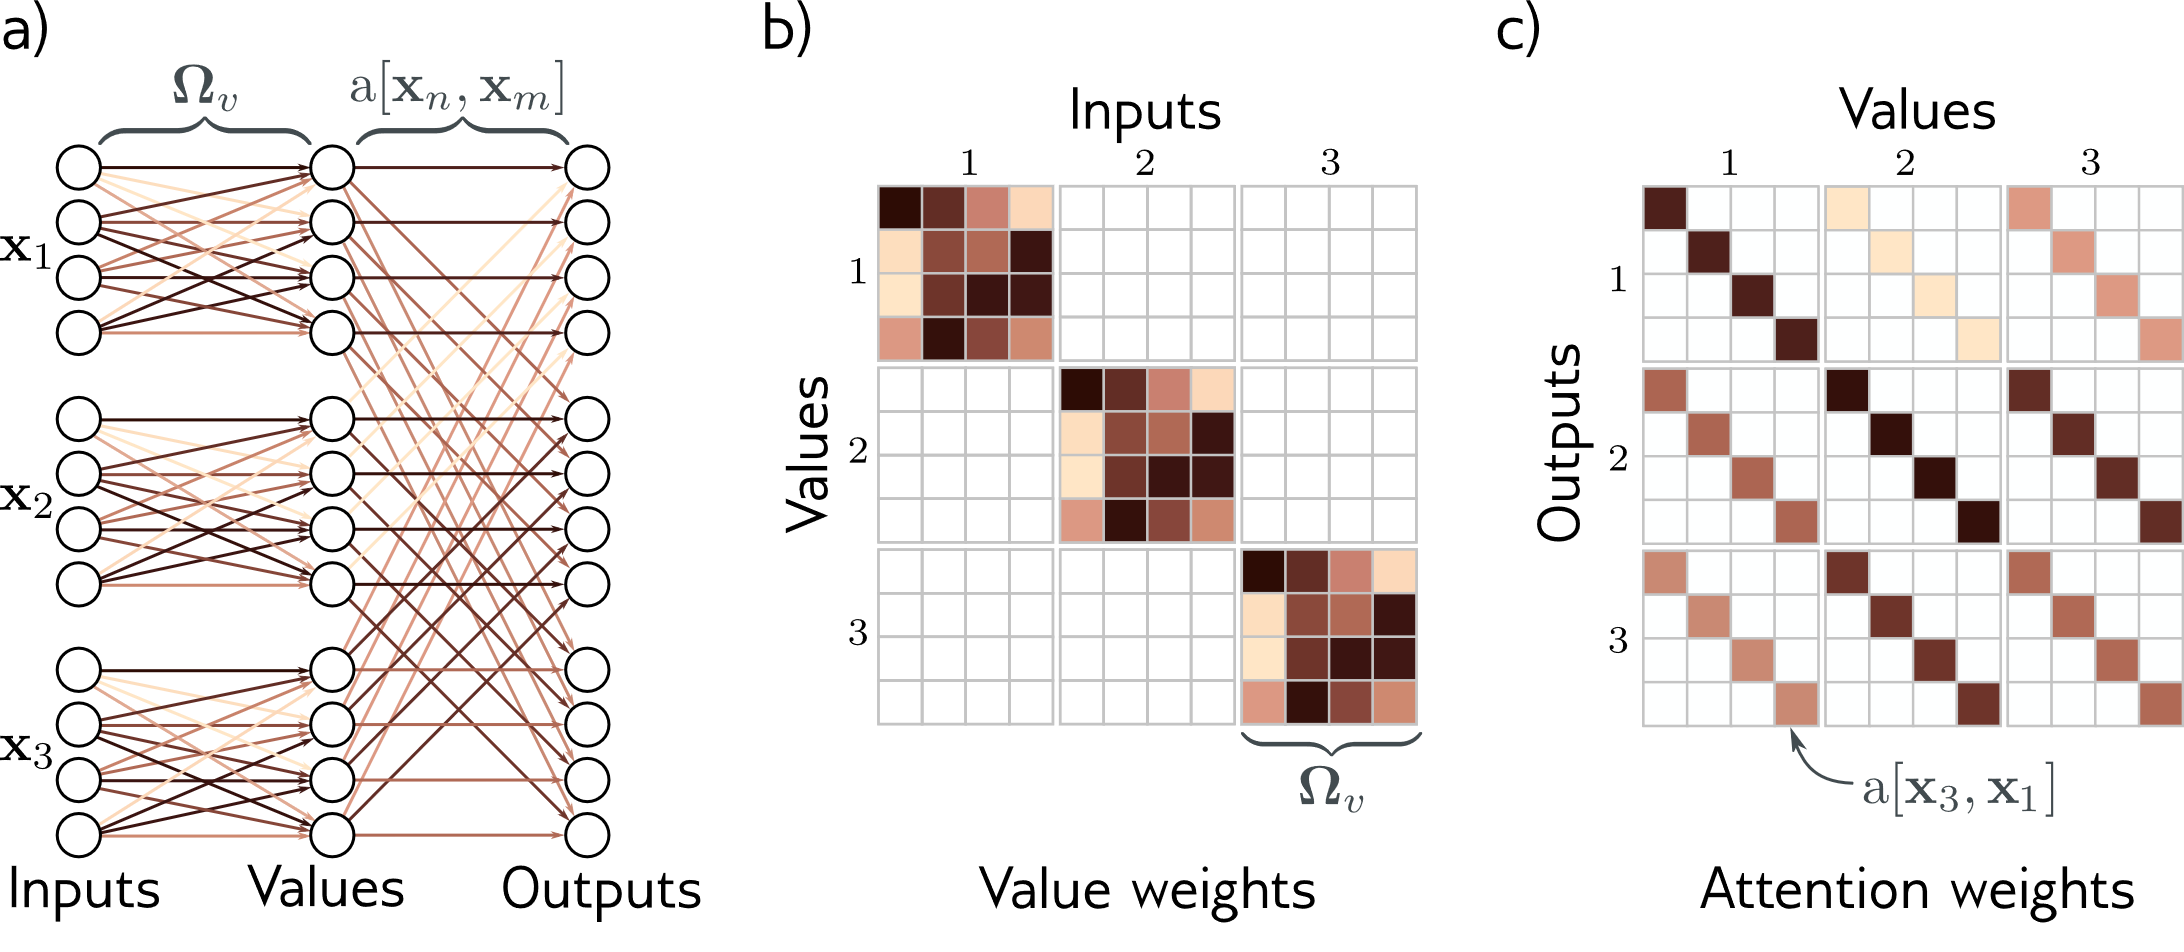 a)
Ω_v
a[x_n, x_m]
x_1
x_2
x_3
Inputs
Values
Outputs
b)
Inputs
1 2 3
Values
1
2
3
Ω_v
Value weights
c)
Values
1 2 3
Outputs
1
2
3
a[x_3, x_1]
Attention weights